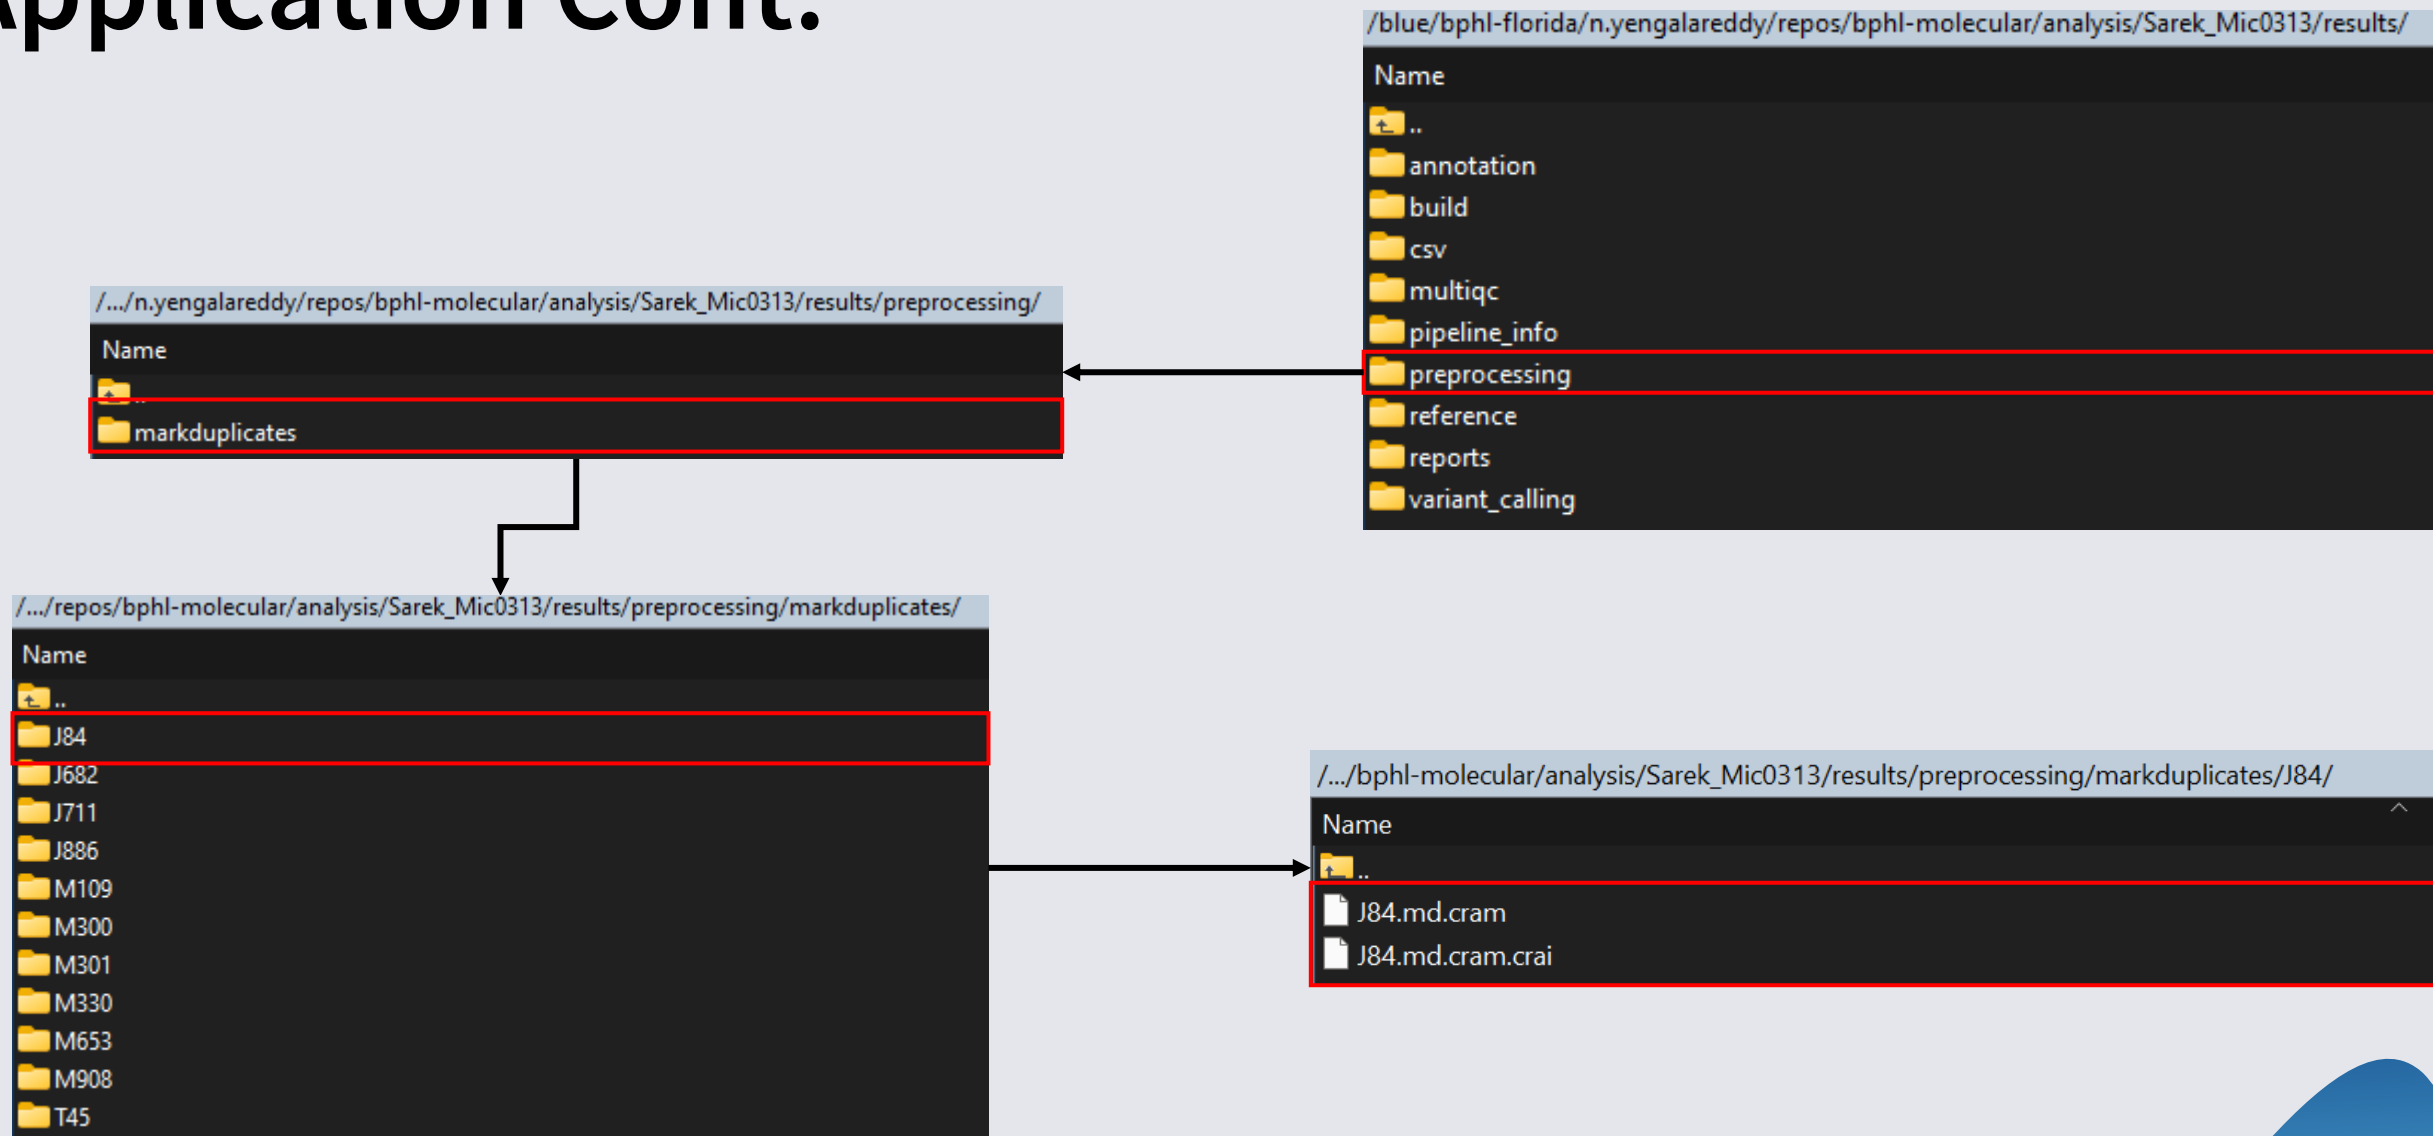 Application Cont.
/blue/bphl-florida/n.yengalareddy/repos/bphl-molecular/analysis/Sarek_Mic0313/results/
Name
..
annotation
build
csv
multiqc
pipeline_info
preprocessing
reference
reports
variant_calling
/.../n.yengalareddy/repos/bphl-molecular/analysis/Sarek_Mic0313/results/preprocessing/
Name
..
markduplicates
/.../repos/bphl-molecular/analysis/Sarek_Mic0313/results/preprocessing/markduplicates/
Name
..
J84
J682
J711
J886
M109
M300
M301
M330
M653
M908
T45
/.../bphl-molecular/analysis/Sarek_Mic0313/results/preprocessing/markduplicates/J84/
Name
..
J84.md.cram
J84.md.cram.crai